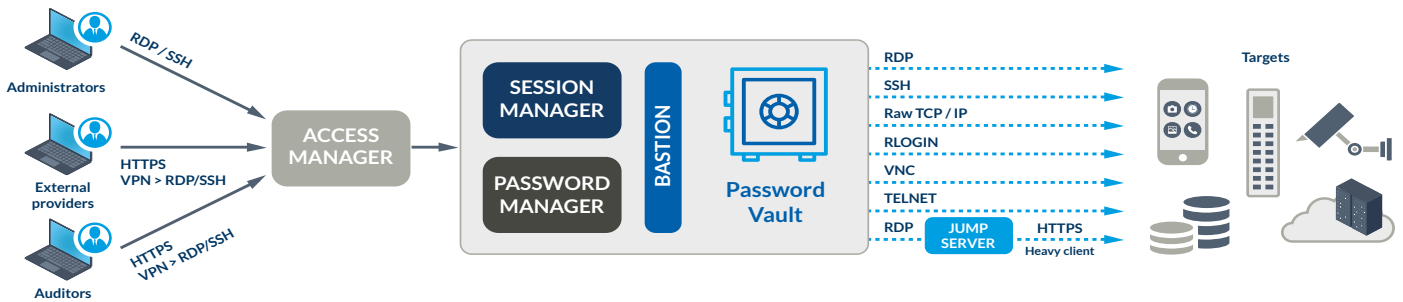 Administrators
RDP / SSH
External
providers
HTTPS
VPN > RDP/SSH
Auditors
HTTPS
VPN > RDP/SSH
ACCESS
MANAGER
SESSION
MANAGER
PASSWORD
MANAGER
BASTION
Password
Vault
RDP
SSH
Raw TCP / IP
RLOGIN
VNC
TELNET
RDP
JUMP
SERVER
HTTPS
Heavy client
Targets